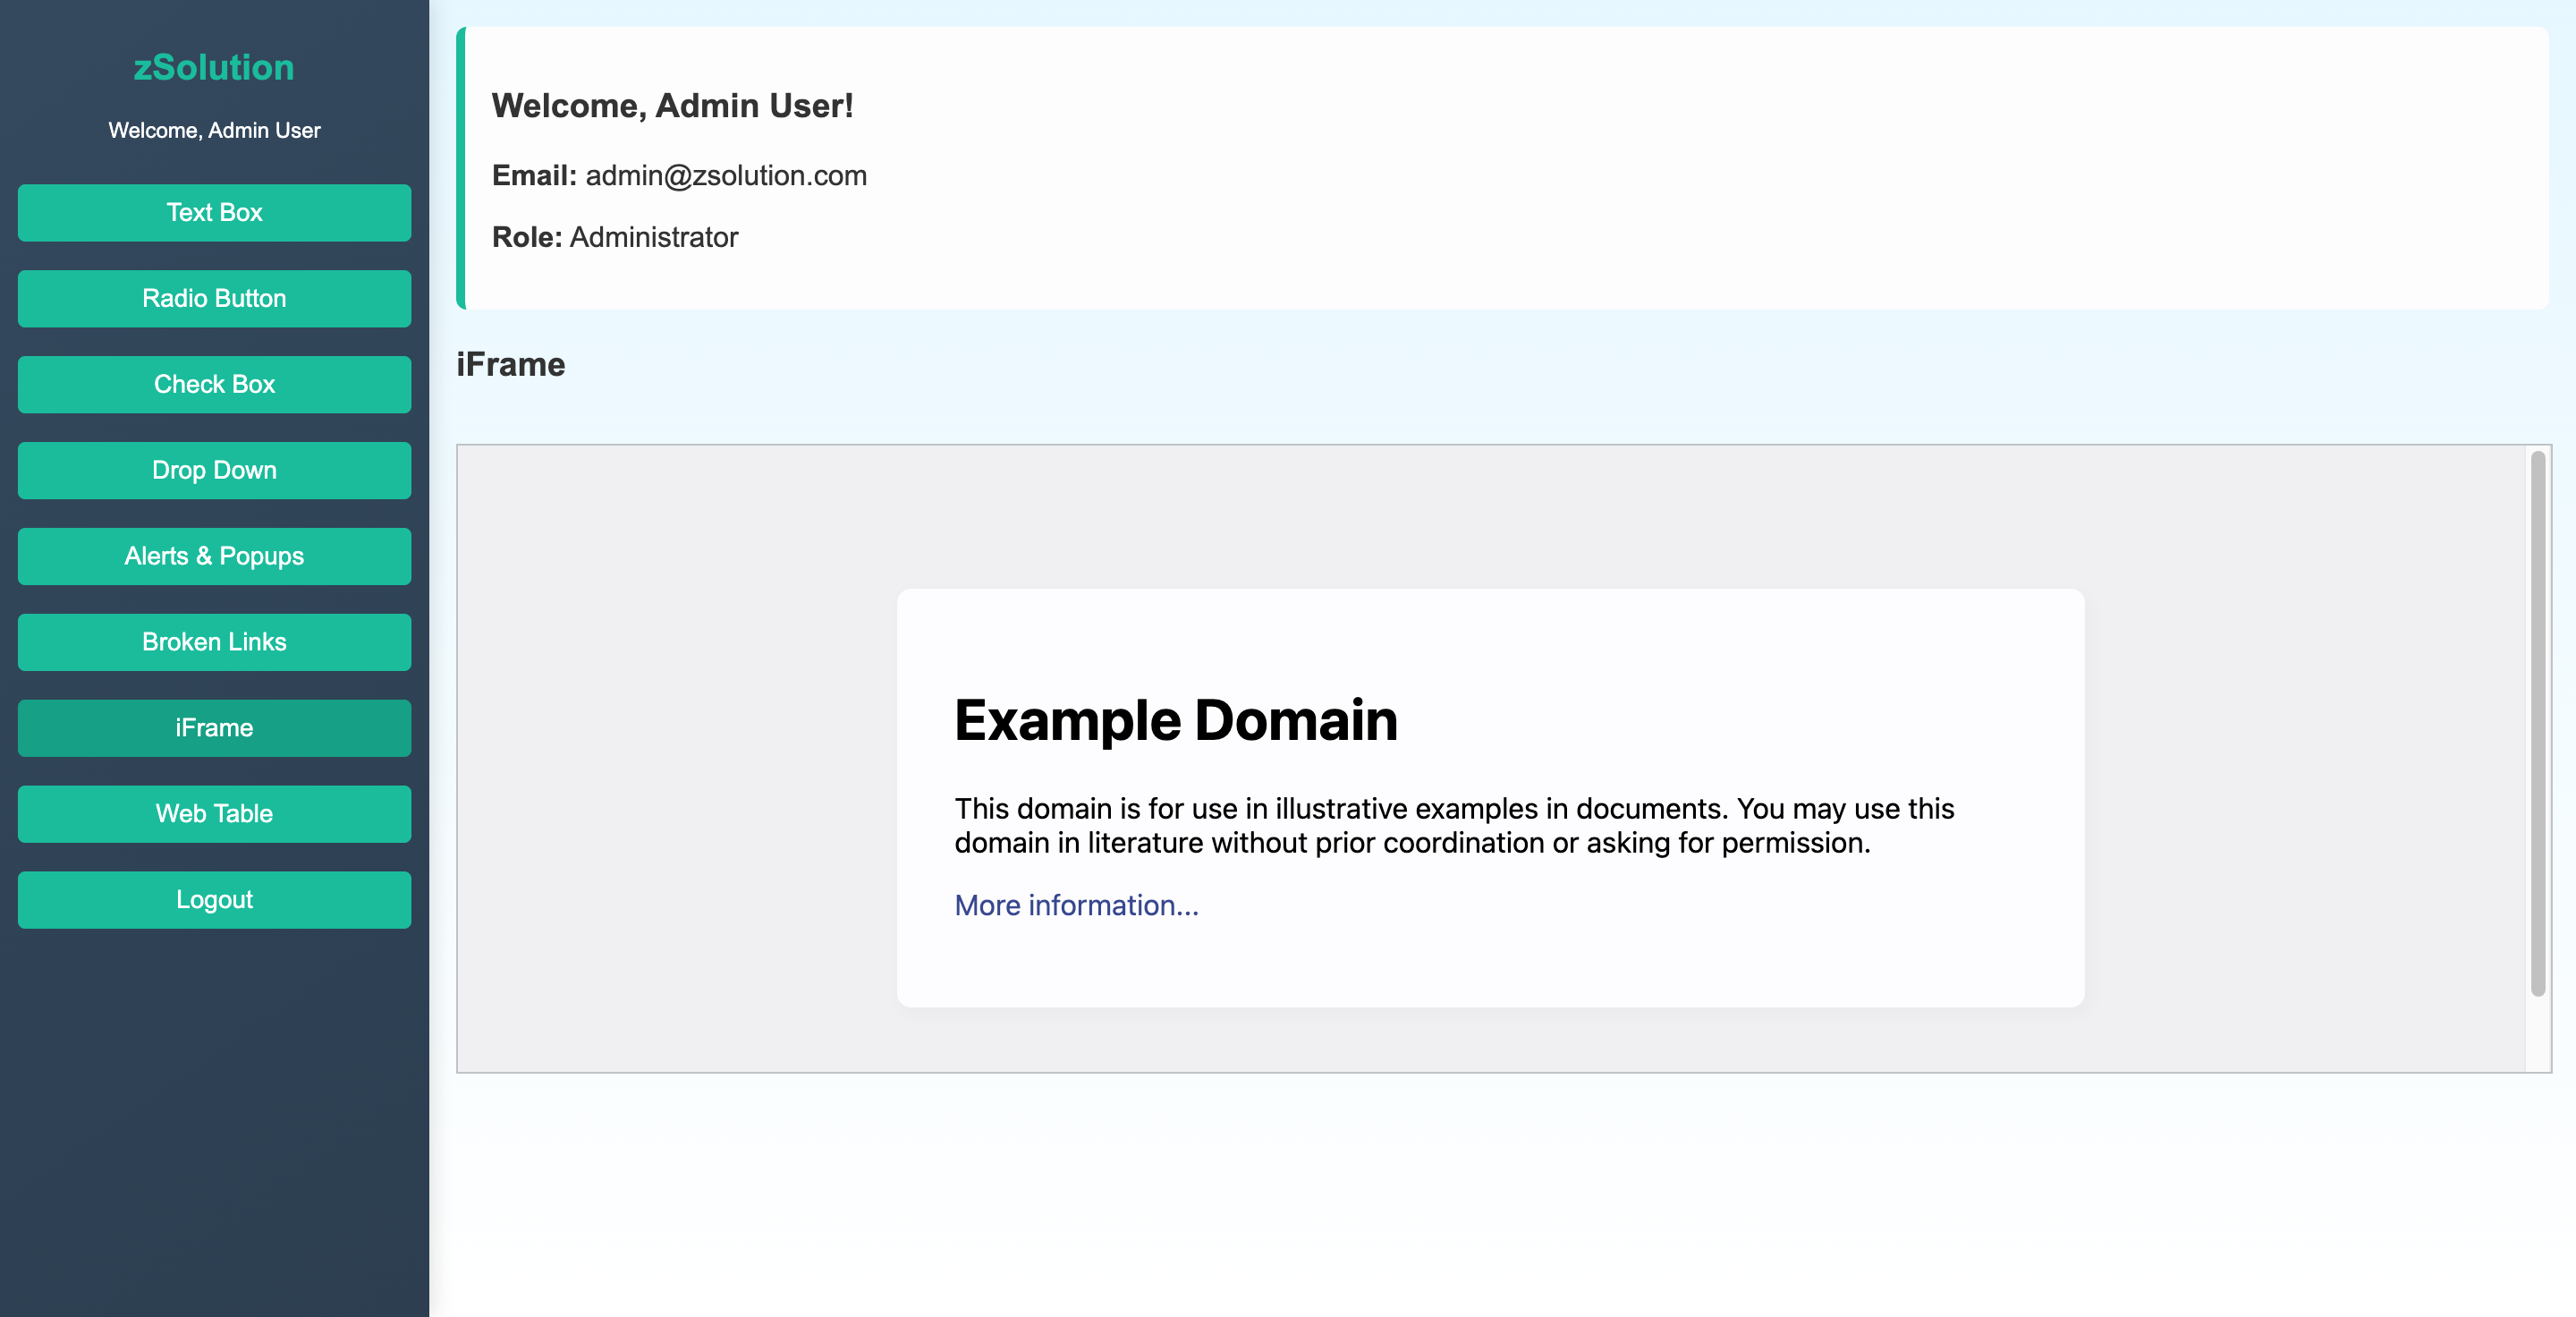 zSolution
Welcome, Admin User
Text Box
Radio Button
Check Box
Drop Down
Alerts & Popups
Broken Links
iFrame
Web Table
Logout
Welcome, Admin User!
Email: admin@zsolution.com
Role: Administrator
iFrame
Example Domain
This domain is for use in illustrative examples in documents. You may use this
domain in literature without prior coordination or asking for permission.
More information...